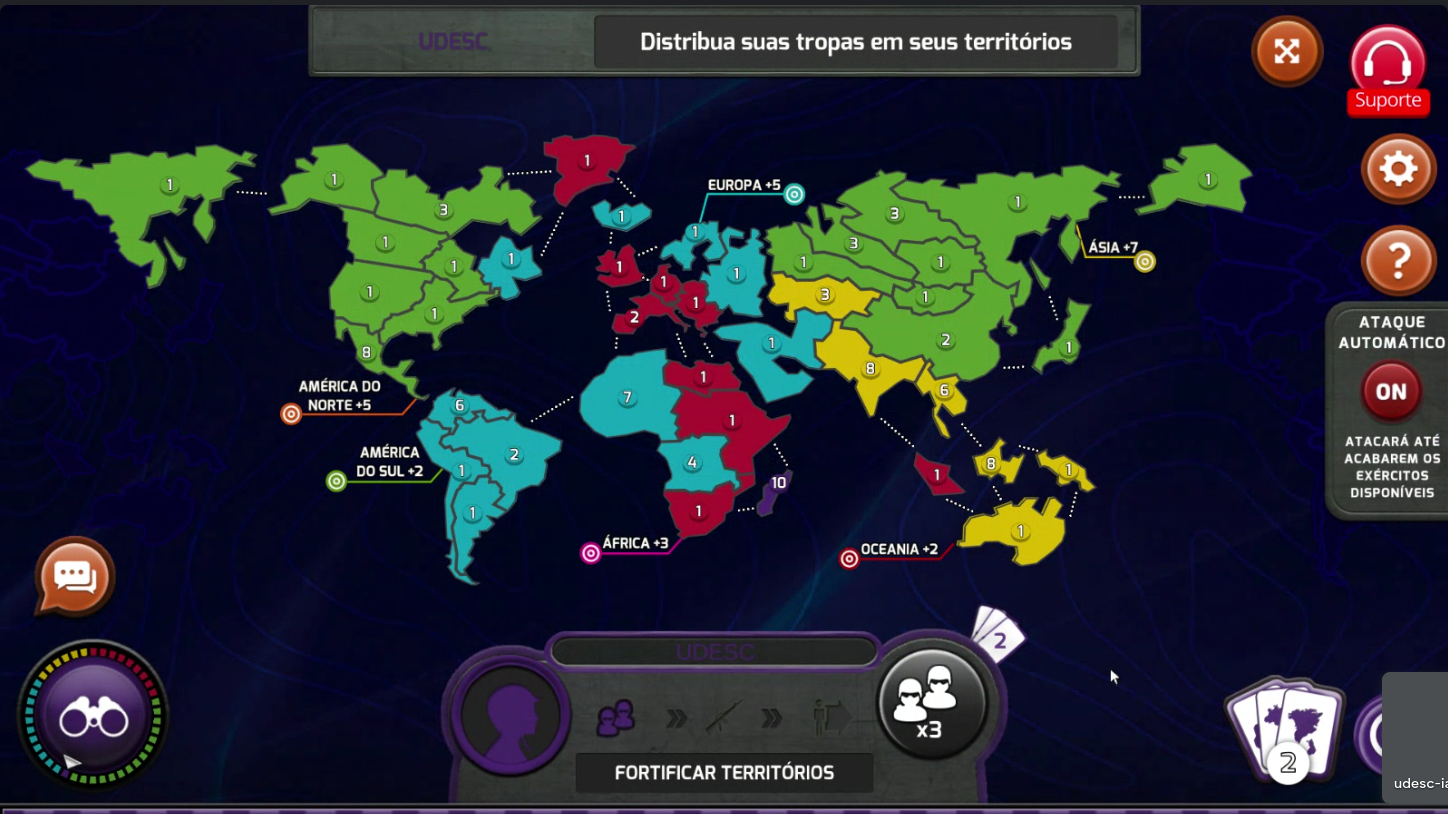 UDESC
Distribua suas tropas em seus territórios
Suporte
1
1
1
1
1
3
1
EUROPA +5
3
1
1
3
1
1
1
1
1
1
1
1
1
ÁSIA +7
1
1
1
3
1
2
1
8
1
2
1
ATAQUE
AUTOMÁTICO
ON
ATACARÁ ATÉ
ACABAREM OS
EXÉRCITOS
DISPONÍVEIS
AMÉRICA DO
NORTE +5
1
8
6
7
6
1
AMÉRICA
DO SUL +2
2
1
4
8
1
1
10
1
1
1
ÁFRICA +3
OCEANIA +2
2
UDESC
x3
FORTIFICAR TERRITÓRIOS
2
udesc-ia